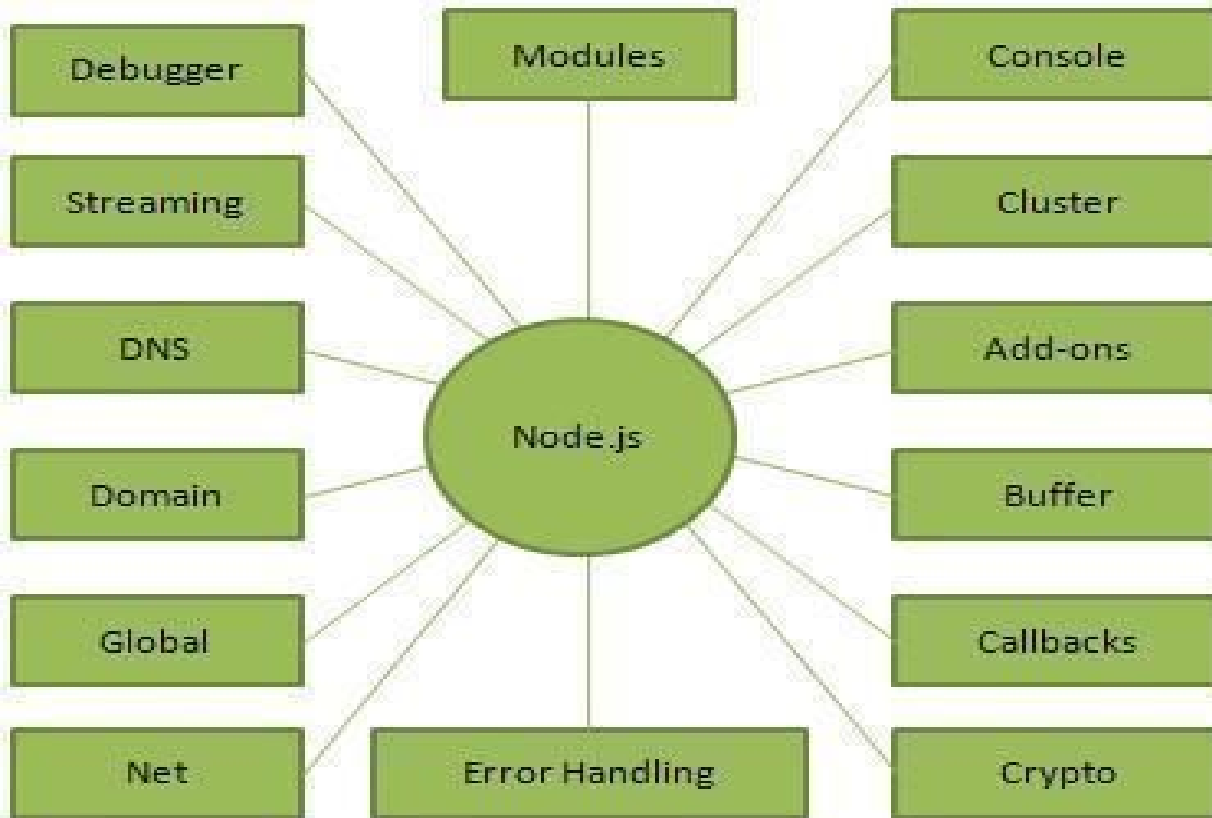 Debugger
Modules
Console
Streaming
Cluster
DNS
Add-ons
Node.js
Domain
Buffer
Global
Callbacks
Net
Error Handling
Crypto